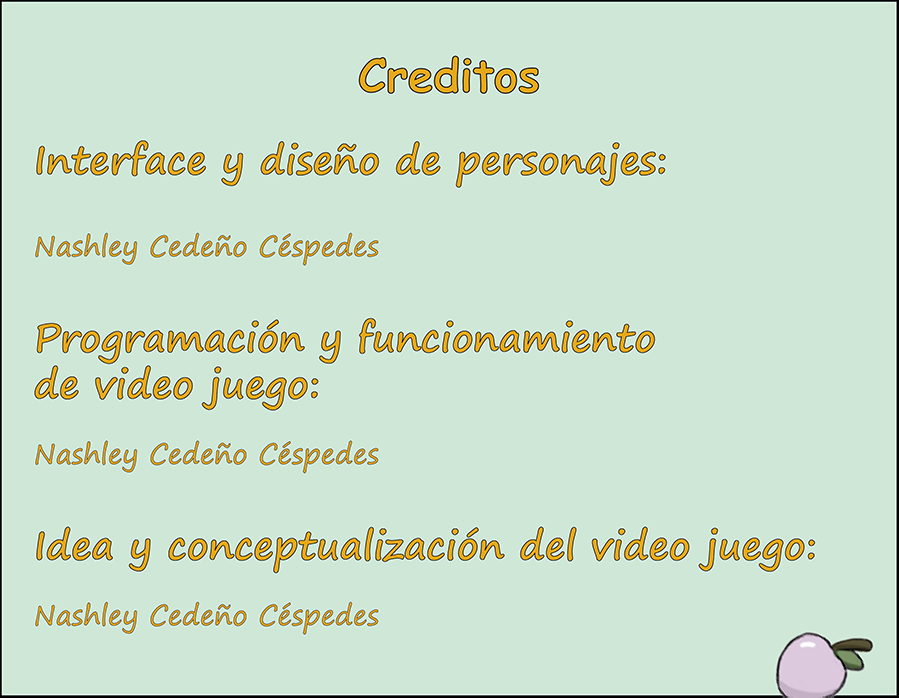 Creditos
Interface y diseño de personajes:
Nashley Cedeño Céspedes
Programación y funcionamiento
de video juego:
Nashley Cedeño Céspedes
Idea y conceptualización del video juego:
Nashley Cedeño Céspedes